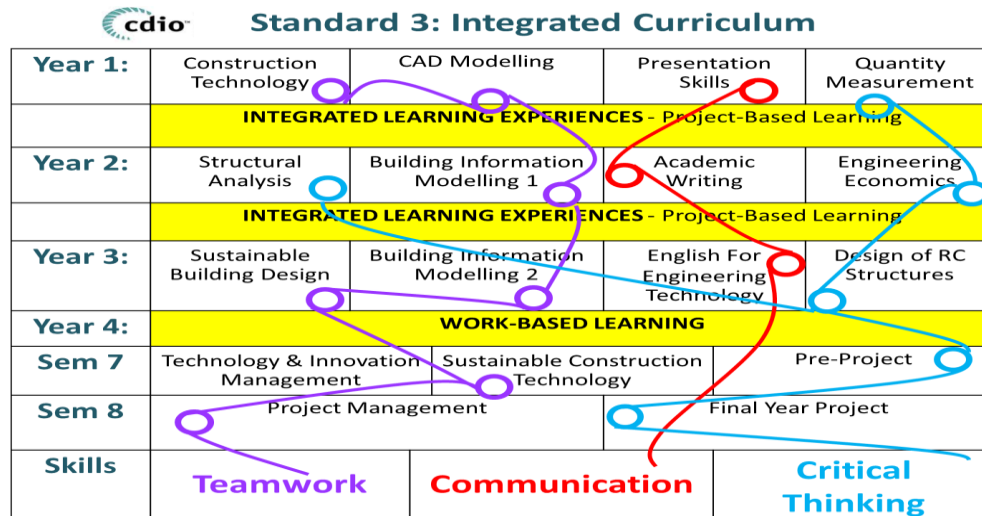 cdio™ Standard 3: Integrated Curriculum
Year 1:
Construction
Technology
CAD Modelling
Presentation
Skills
Quantity
Measurement
INTEGRATED LEARNING EXPERIENCES - Project-Based Learning
Year 2:
Structural
Analysis
Building Information
Modelling 1
Academic
Writing
Engineering
Economics
INTEGRATED LEARNING EXPERIENCES - Project-Based Learning
Year 3:
Sustainable
Building Design
Building Information
Modelling 2
English For
Engineering
Technology
Design of RC
Structures
Year 4:
WORK-BASED LEARNING
Sem 7
Technology & Innovation
Management
Sustainable Construction
Technology
Pre-Project
Sem 8
Project Management
Final Year Project
Skills
Teamwork
Communication
Critical
Thinking